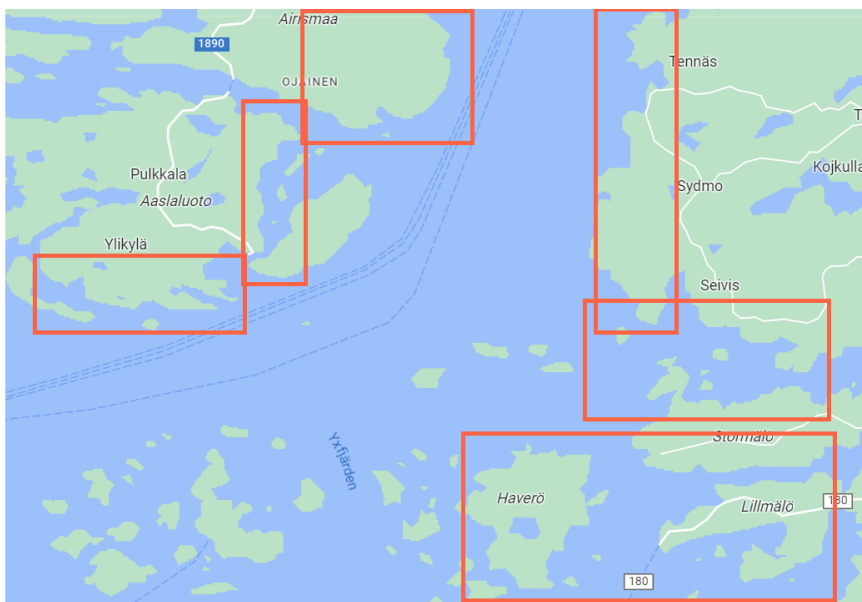 Airismaa
1890
OJAINEN
Tennäs
T
Pulkkala
Kojkulla
Aaslaluoto
Sydmo
Ylikylä
Seivis
Stormälö
Yxfjärden
Haverö
Lillmälö
180
180